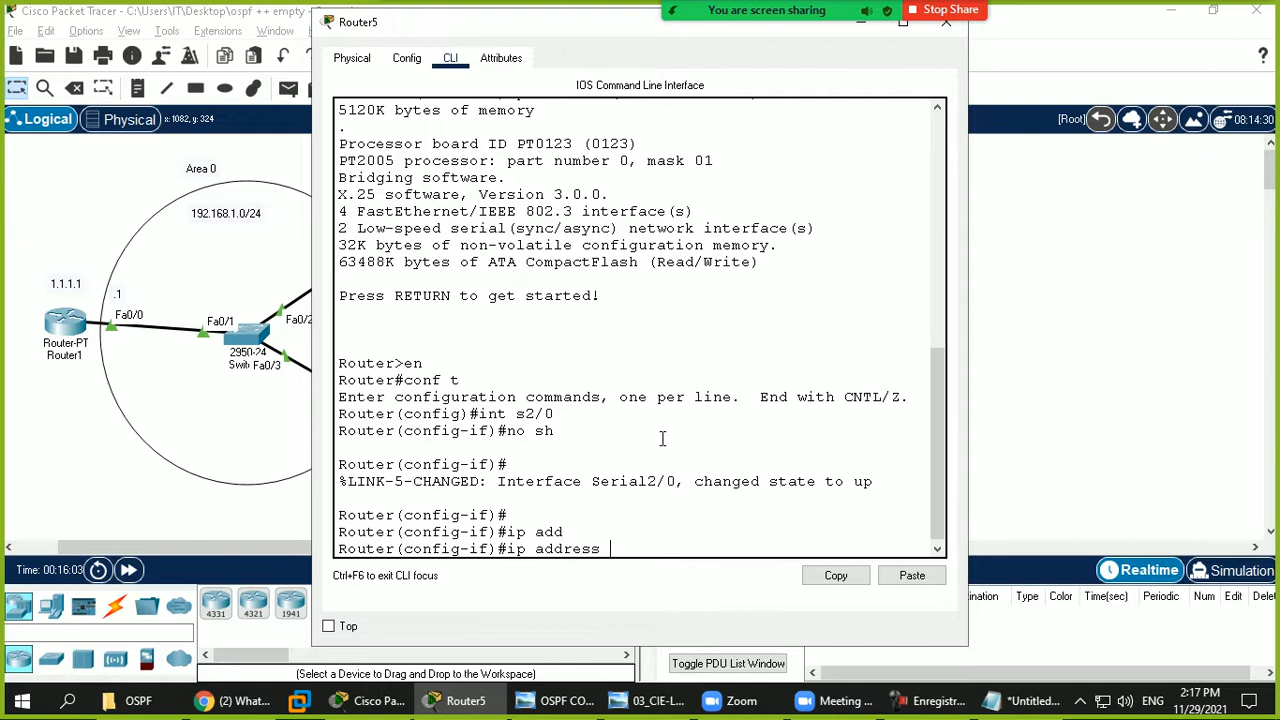 Cisco Packet Tracer - C:\Users\IT\Desktop\ospf ++ empty
File Edit Options View Tools Extensions Window
Logical Physical x: 1082, y: 324
Area 0
192.168.1.0/24
1.1.1.1
.1
Fa0/0
Fa0/1
Fa0/2
Fa0/3
Router-PT
Router1
2950-24
Time: 00:16:03
4331 4321 1941
(Select a Device to Drag and Drop to the Workspace)
You are screen sharing
Stop Share
Router5
Physical Config CLI Attributes
IOS Command Line Interface
5120K bytes of memory
.
Processor board ID PT0123 (0123)
PT2005 processor: part number 0, mask 01
Bridging software.
X.25 software, Version 3.0.0.
4 FastEthernet/IEEE 802.3 interface(s)
2 Low-speed serial(sync/async) network interface(s)
32K bytes of non-volatile configuration memory.
63488K bytes of ATA CompactFlash (Read/Write)
Press RETURN to get started!
Router>en
Router#conf t
Enter configuration commands, one per line.  End with CNTL/Z.
Router(config)#int s2/0
Router(config-if)#no sh
Router(config-if)#
%LINK-5-CHANGED: Interface Serial2/0, changed state to up
Router(config-if)#
Router(config-if)#ip add
Router(config-if)#ip address
Ctrl+F6 to exit CLI focus
Copy Paste
Top
[Root] 08:14:30
Realtime Simulation
Type Color Time(sec) Periodic Num Edit
Toggle PDU List Window
OSPF
(2) What...
Cisco Pa...
Router5
OSPF CO...
03_CIE-L...
Zoom
Meeting ...
Enregistr...
*Untitled...
ENG
2:17 PM
11/29/2021